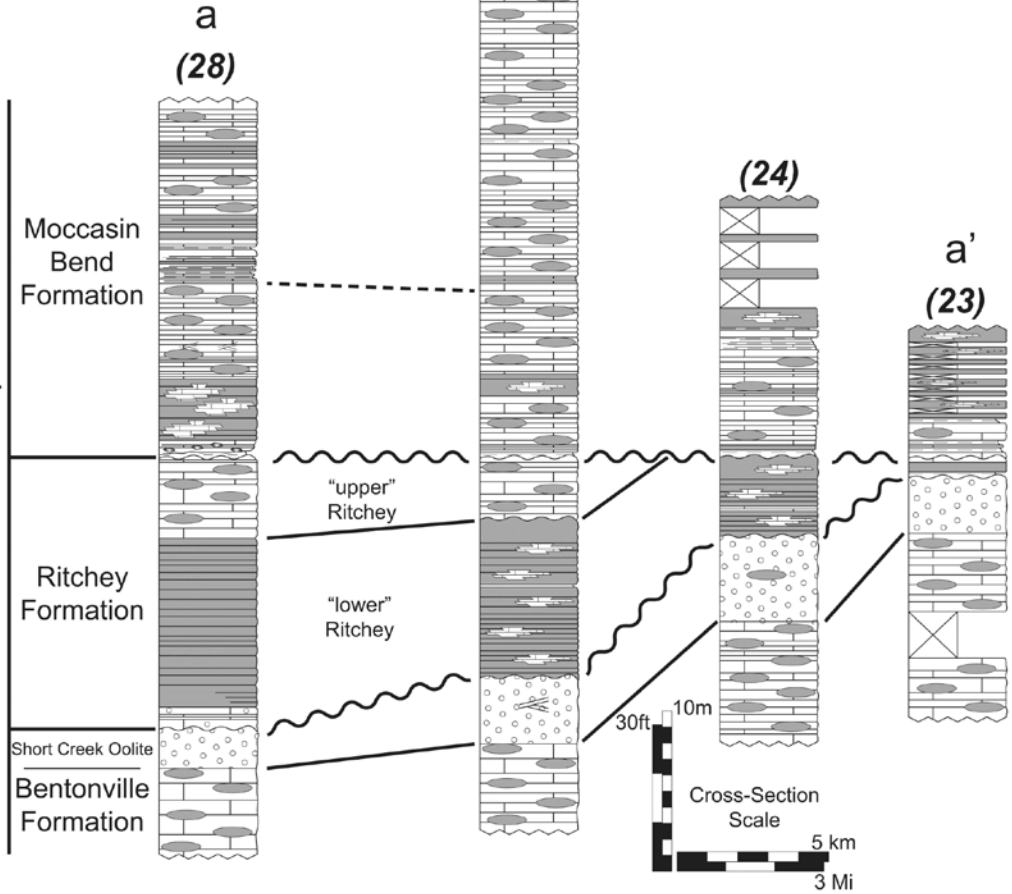 a
(28)
(24)
a’
(23)
Moccasin
Bend
Formation
“upper”
Ritchey
Ritchey
Formation
“lower”
Ritchey
Short Creek Oolite
Bentonville
Formation
30ft
10m
Cross-Section
Scale
5 km
3 Mi